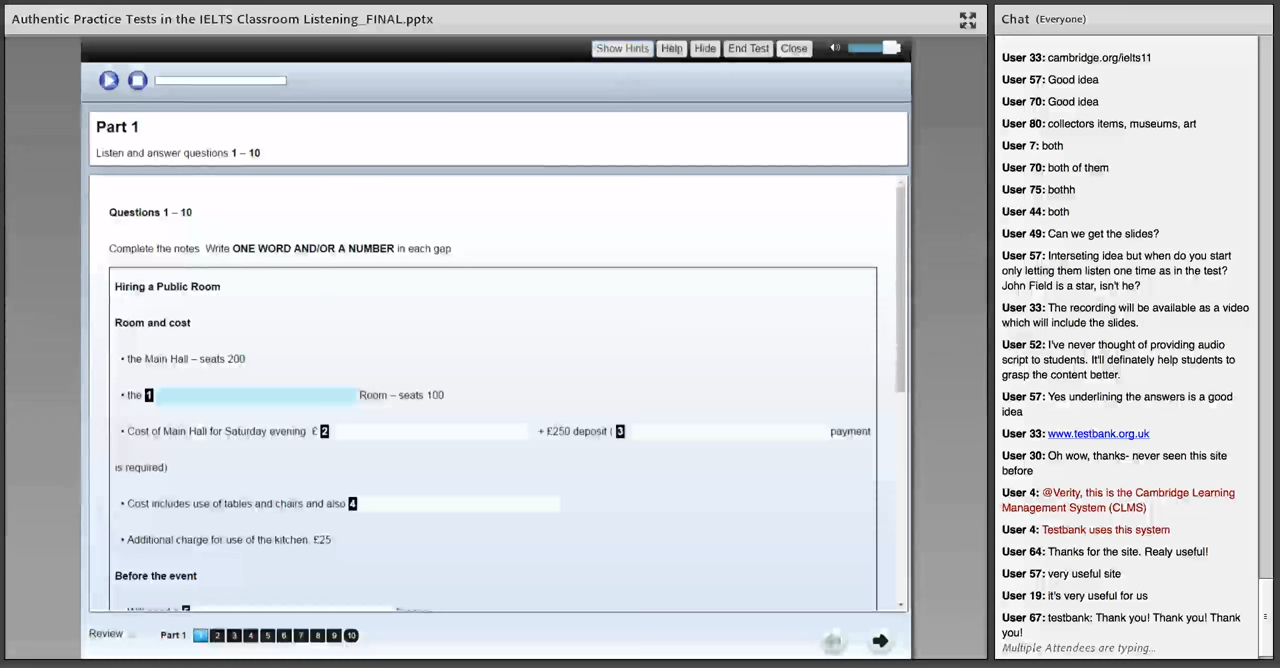 Authentic Practice Tests in the IELTS Classroom Listening_FINAL.pptx
Show Hints Help Hide End Test Close
Part 1
Listen and answer questions 1 – 10
Questions 1 – 10
Complete the notes Write ONE WORD AND/OR A NUMBER in each gap
Hiring a Public Room
Room and cost
• the Main Hall – seats 200
• the 1 Room – seats 100
• Cost of Main Hall for Saturday evening £ 2 + £250 deposit ( 3 payment
is required)
• Cost includes use of tables and chairs and also 4
• Additional charge for use of the kitchen. £25
Before the event
Review Part 1 1 2 3 4 5 6 7 8 9 10
Chat (Everyone)
User 33: cambridge.org/ielts11
User 57: Good idea
User 70: Good idea
User 80: collectors items, museums, art
User 7: both
User 70: both of them
User 75: bothh
User 44: both
User 49: Can we get the slides?
User 57: Interseting idea but when do you start
only letting them listen one time as in the test?
John Field is a star, isn't he?
User 33: The recording will be available as a video
which will include the slides.
User 52: I've never thought of providing audio
script to students. It'll definately help students to
grasp the content better.
User 57: Yes underlining the answers is a good
idea
User 33: www.testbank.org.uk
User 30: Oh wow, thanks- never seen this site
before
User 4: @Verity, this is the Cambridge Learning
Management System (CLMS)
User 4: Testbank uses this system
User 64: Thanks for the site. Realy useful!
User 57: very useful site
User 19: it's very useful for us
User 67: testbank: Thank you! Thank you! Thank
you!
Multiple Attendees are typing...